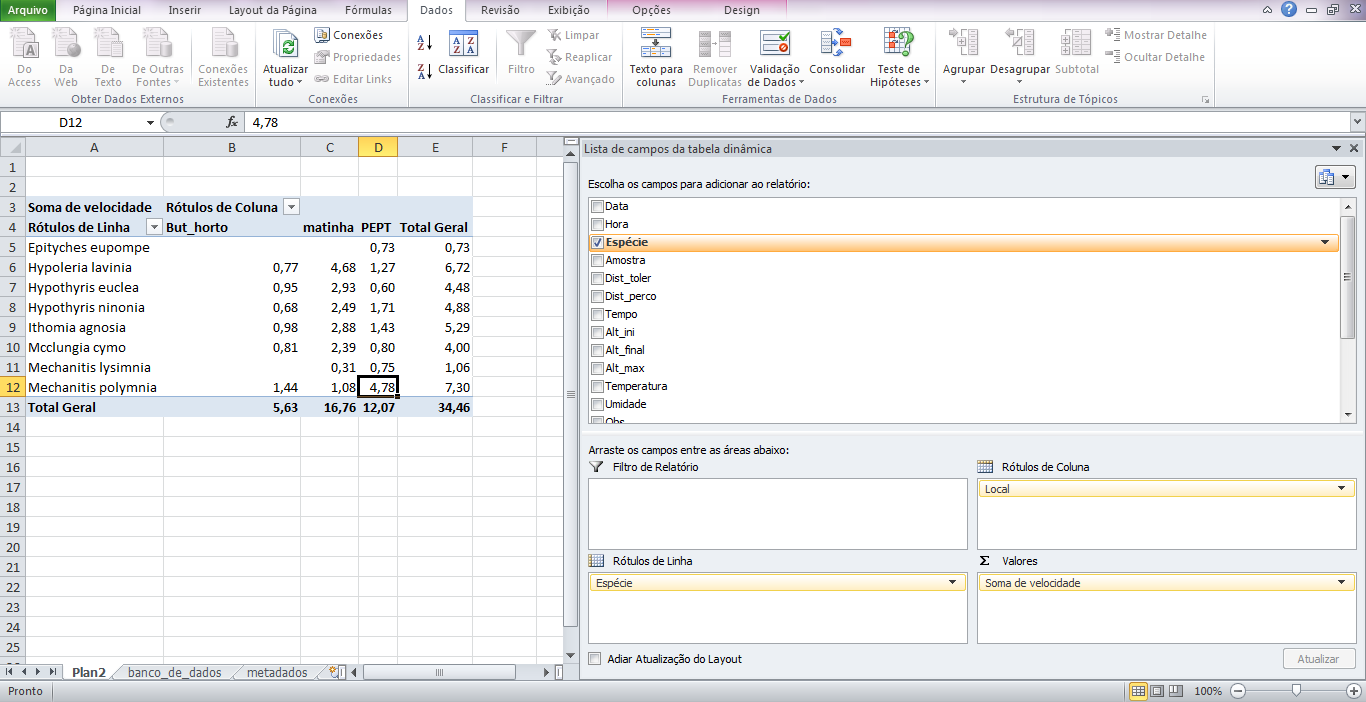 Arquivo Página Inicial Inserir Layout da Página Fórmulas Dados Revisão Exibição Opções Design
Do Access
Da Web
De Texto
De Outras Fontes
Conexões Existentes
Obter Dados Externos
Atualizar tudo
Conexões
Propriedades
Editar Links
Conexões
Classificar
Filtro
Limpar
Reaplicar
Avançado
Classificar e Filtrar
Texto para colunas
Remover Duplicatas
Validação de Dados
Consolidar
Teste de Hipóteses
Ferramentas de Dados
Agrupar
Desagrupar
Subtotal
Mostrar Detalhe
Ocultar Detalhe
Estrutura de Tópicos
D12 fx 4,78
A B C D E F
1
2
3 Soma de velocidade Rótulos de Coluna
4 Rótulos de Linha But_horto matinha PEPT Total Geral
5 Epityches eupompe 0,73 0,73
6 Hypoleria lavinia 0,77 4,68 1,27 6,72
7 Hypothyris euclea 0,95 2,93 0,60 4,48
8 Hypothyris ninonia 0,68 2,49 1,71 4,88
9 Ithomia agnosia 0,98 2,88 1,43 5,29
10 Mcclungia cymo 0,81 2,39 0,80 4,00
11 Mechanitis lysimnia 0,31 0,75 1,06
12 Mechanitis polymnia 1,44 1,08 4,78 7,30
13 Total Geral 5,63 16,76 12,07 34,46
14
15
16
17
18
19
20
21
22
23
24
25
Plan2 banco_de_dados metadados
Pronto
100%
Lista de campos da tabela dinâmica
Escolha os campos para adicionar ao relatório:
Data
Hora
Espécie
Amostra
Dist_toler
Dist_perco
Tempo
Alt_ini
Alt_final
Alt_max
Temperatura
Umidade
Obs
Arraste os campos entre as áreas abaixo:
Filtro de Relatório
Rótulos de Coluna
Local
Rótulos de Linha
Σ Valores
Espécie
Soma de velocidade
Adiar Atualização do Layout
Atualizar